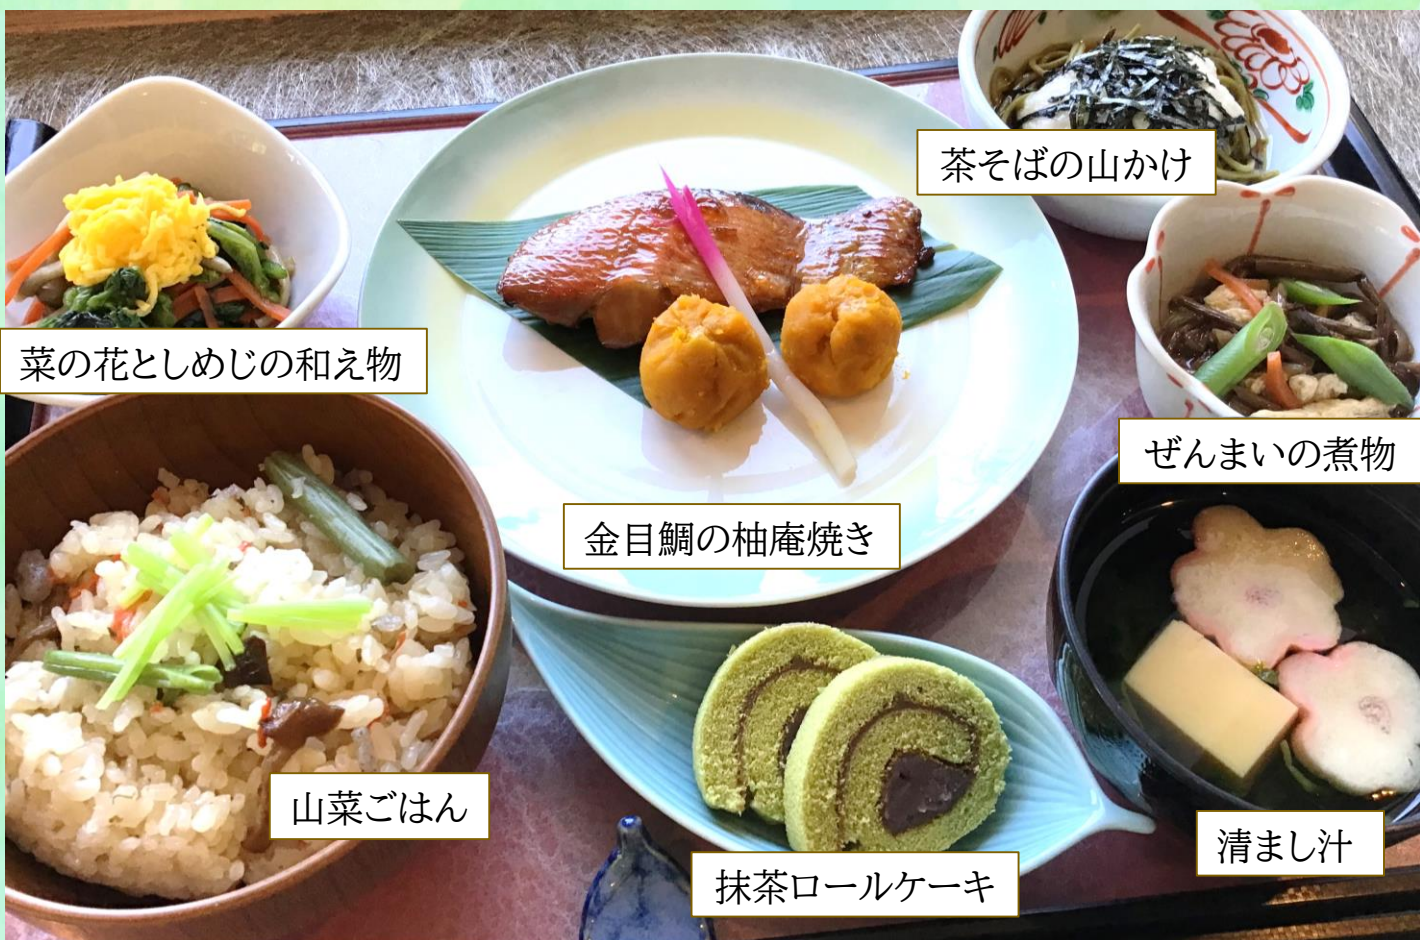 茶そばの山かけ
菜の花としめじの和え物
ぜんまいの煮物
金目鯛の柚庵焼き
山菜ごはん
清まし汁
抹茶ロールケーキ